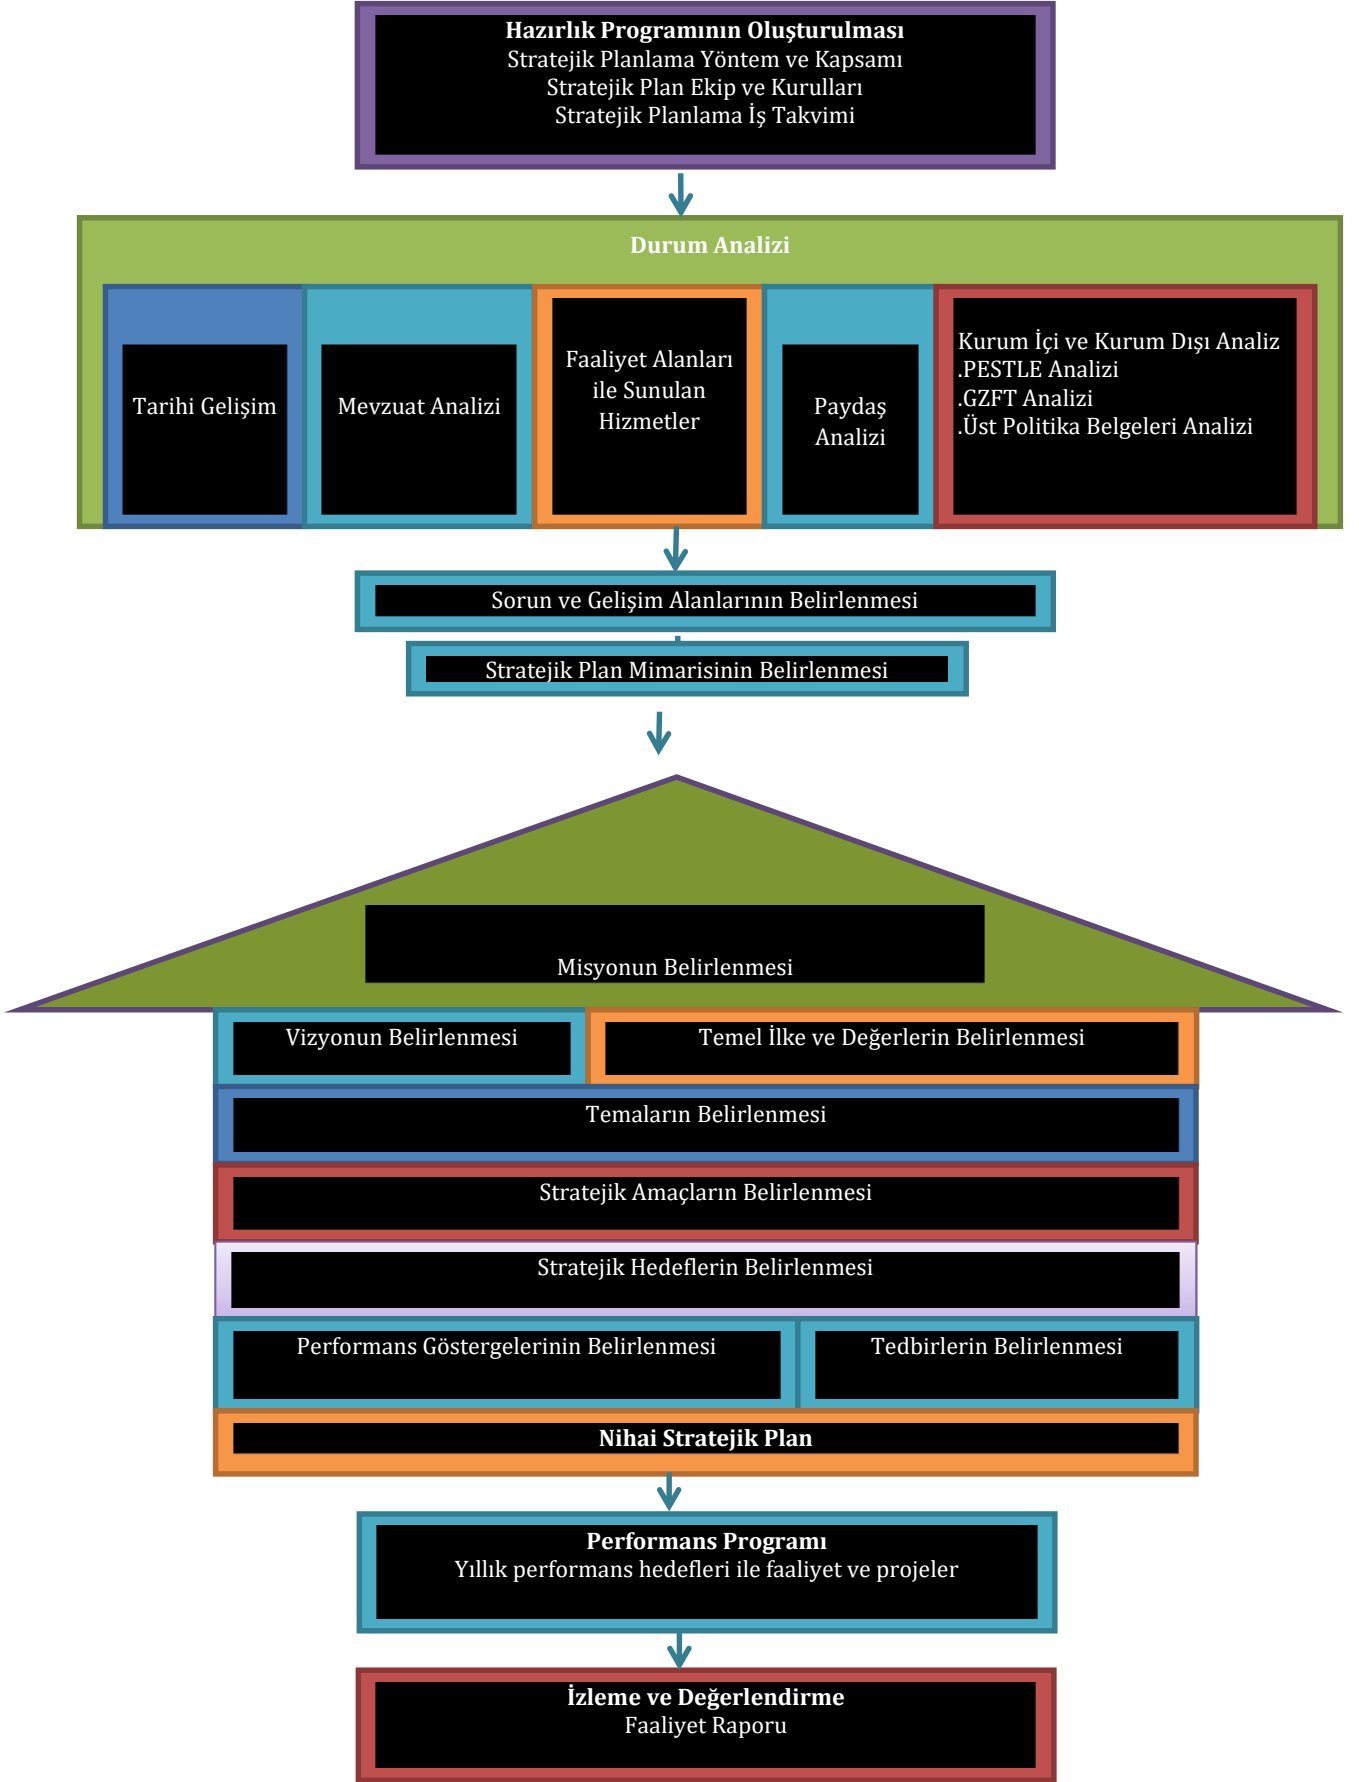 Hazırlık Programının Oluşturulması
Stratejik Planlama Yöntem ve Kapsamı
Stratejik Plan Ekip ve Kurulları
Stratejik Planlama İş Takvimi
Durum Analizi
Tarihi Gelişim
Mevzuat Analizi
Faaliyet Alanları
ile Sunulan
Hizmetler
Paydaş
Analizi
Kurum İçi ve Kurum Dışı Analiz
.PESTLE Analizi
.GZFT Analizi
.Üst Politika Belgeleri Analizi
Sorun ve Gelişim Alanlarının Belirlenmesi
Stratejik Plan Mimarisinin Belirlenmesi
Misyonun Belirlenmesi
Vizyonun Belirlenmesi
Temel İlke ve Değerlerin Belirlenmesi
Temaların Belirlenmesi
Stratejik Amaçların Belirlenmesi
Stratejik Hedeflerin Belirlenmesi
Performans Göstergelerinin Belirlenmesi
Tedbirlerin Belirlenmesi
Nihai Stratejik Plan
Performans Programı
Yıllık performans hedefleri ile faaliyet ve projeler
İzleme ve Değerlendirme
Faaliyet Raporu